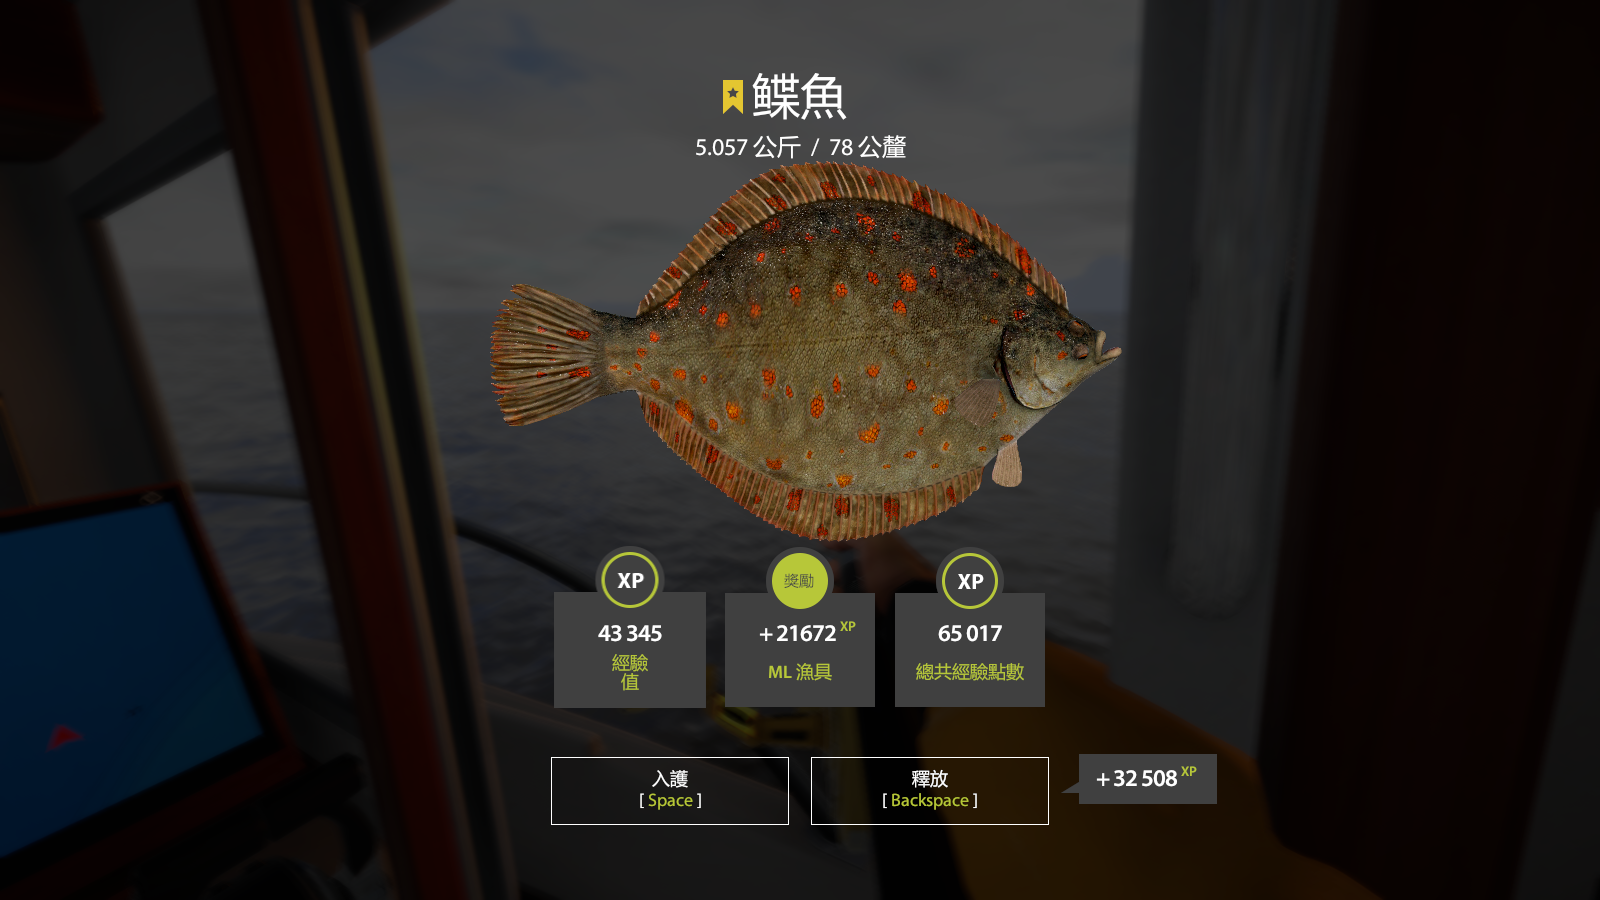 鲽魚
5.057 公斤 / 78 公釐
XP
獎勵
XP
43 345
+21672 XP
65 017
經驗
值
ML 漁具
總共經驗點數
入護
[ Space ]
釋放
[ Backspace ]
+32 508 XP